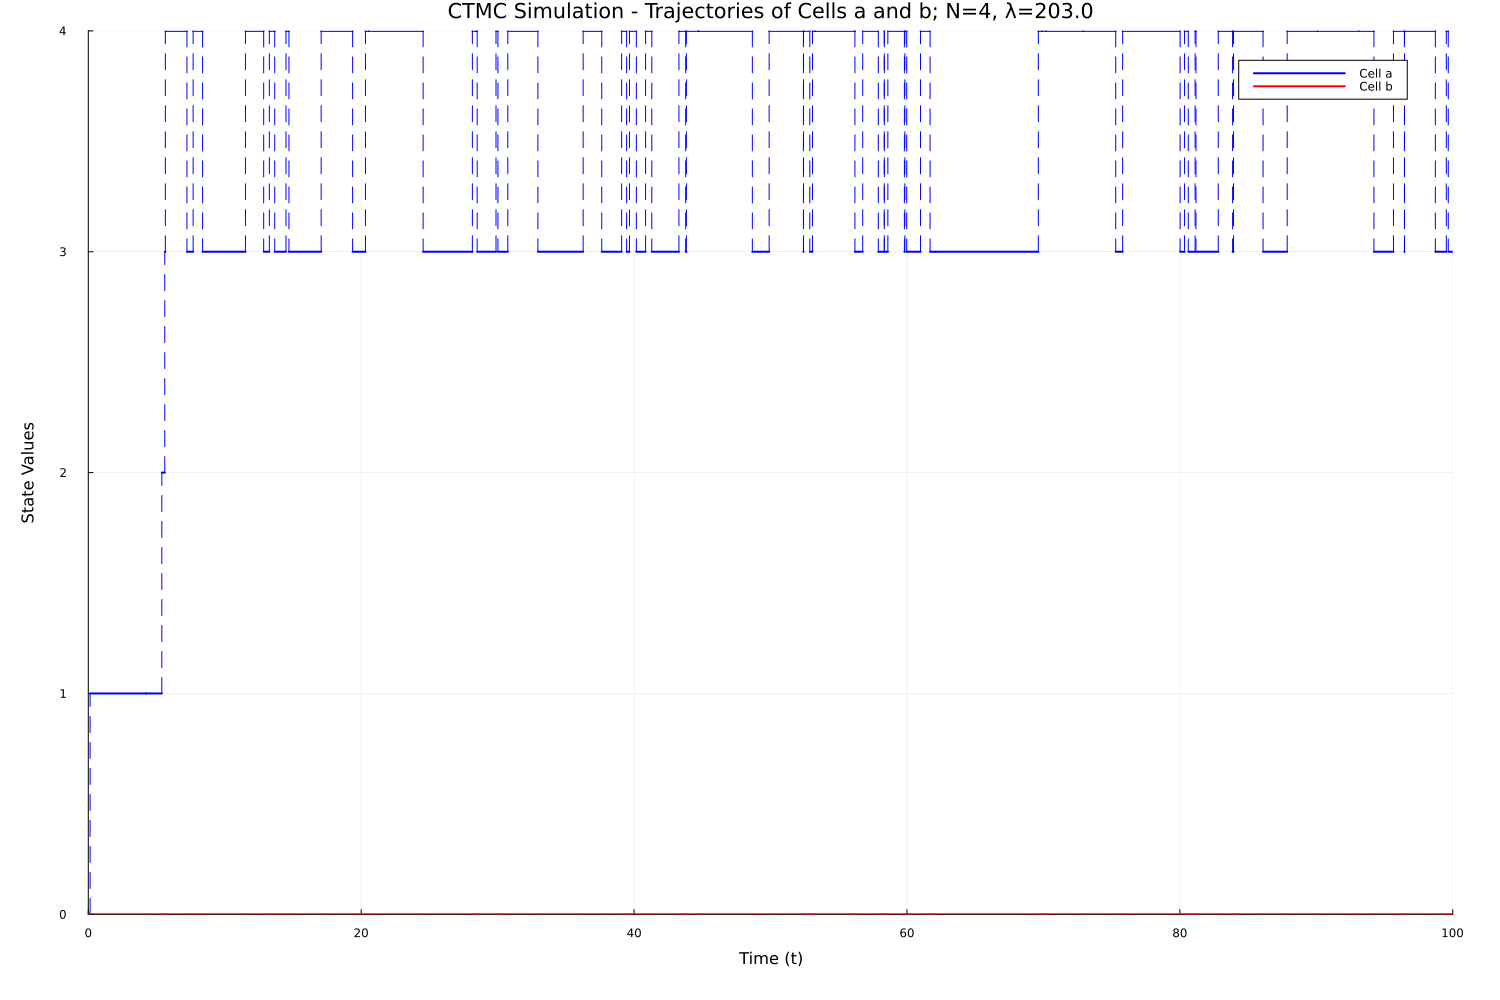 CTMC Simulation - Trajectories of Cells a and b; N=4, λ=203.0
4
Cell a
Cell b
3
State Values
2
1
0
0 20 40 60 80 100
Time (t)